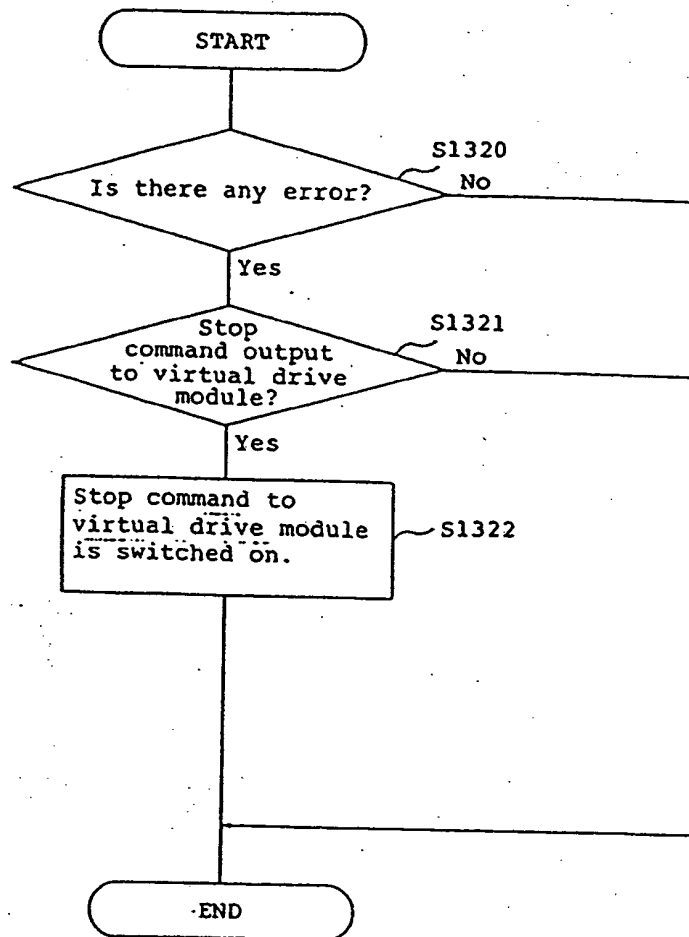 START
S1320
Is there any error?
No
Yes
Stop
command output
to virtual drive
module?
S1321
No
Yes
Stop command to
virtual drive module
is switched on.
S1322
END